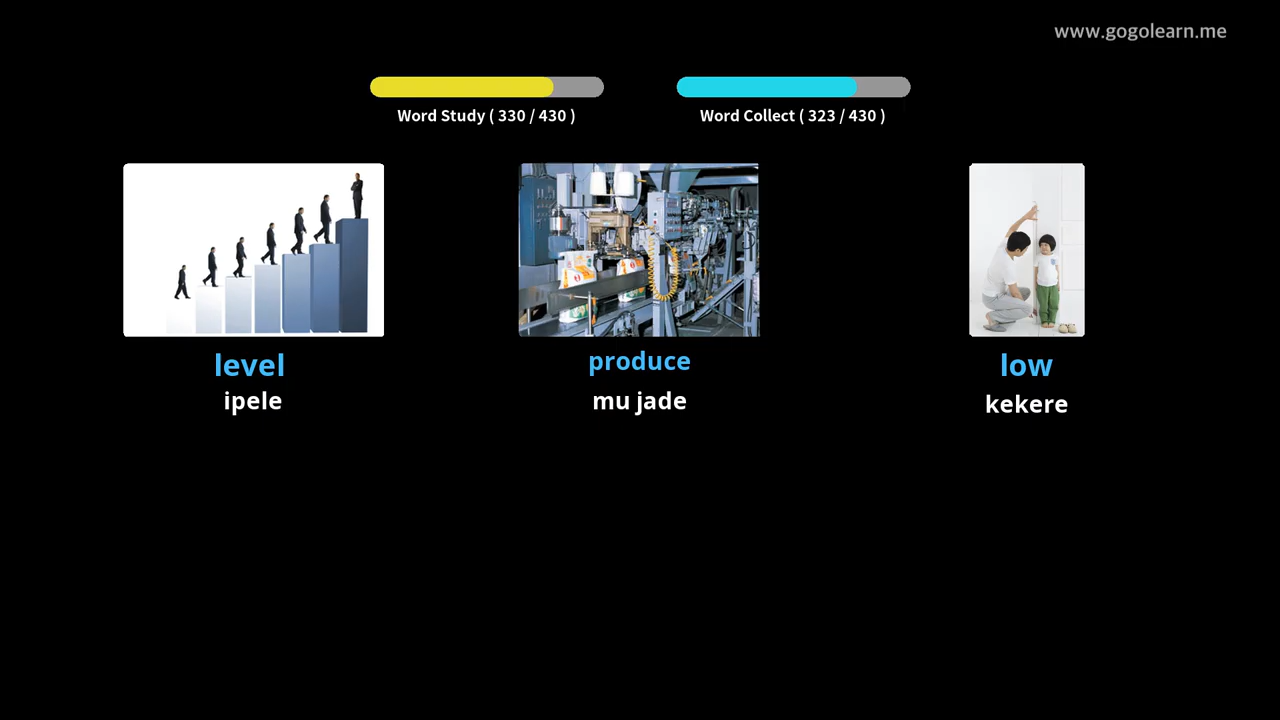 www.gogolearn.me
Word Study ( 330 / 430 )
Word Collect ( 323 / 430 )
level
produce
low
ipele
mu jade
kekere